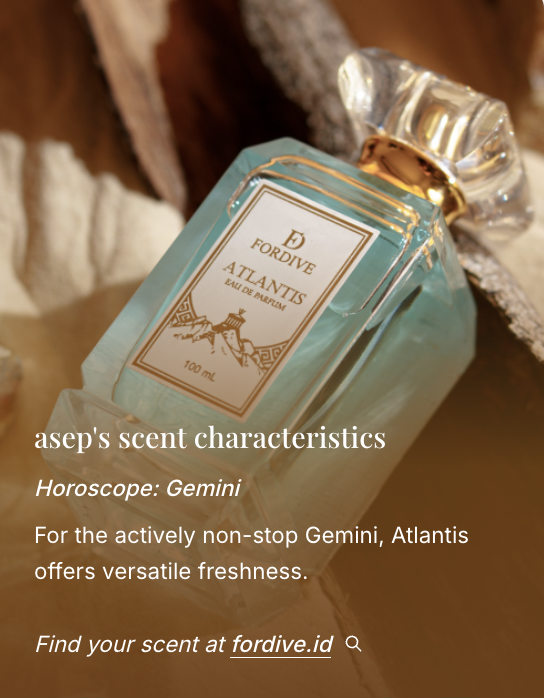 FD
FORDIVE
ATLANTIS
EAU DE PARFUM
100 mL
asep's scent characteristics
Horoscope: Gemini
For the actively non-stop Gemini, Atlantis
offers versatile freshness.
Find your scent at fordive.id